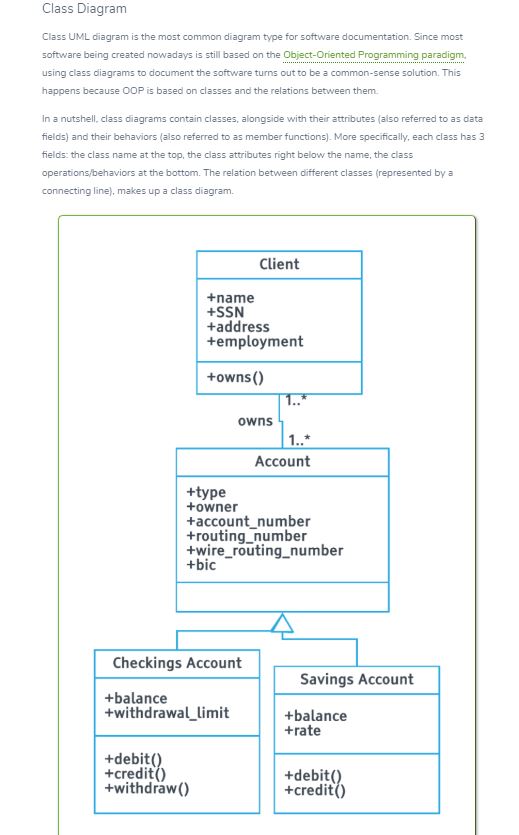 Class Diagram
Class UML diagram is the most common diagram type for software documentation. Since most
software being created nowadays is still based on the Object-Oriented Programming paradigm,
using class diagrams to document the software turns out to be a common-sense solution. This
happens because OOP is based on classes and the relations between them.
In a nutshell, class diagrams contain classes, alongside with their attributes (also referred to as data
fields) and their behaviors (also referred to as member functions). More specifically, each class has 3
fields: the class name at the top, the class attributes right below the name, the class
operations/behaviors at the bottom. The relation between different classes (represented by a
connecting line), makes up a class diagram.
Client
+name
+SSN
+address
+employment
+owns()
1..*
owns
1..*
Account
+type
+owner
+account_number
+routing_number
+wire_routing_number
+bic
Checkings Account
+balance
+withdrawal_limit
+debit()
+credit()
+withdraw()
Savings Account
+balance
+rate
+debit()
+credit()